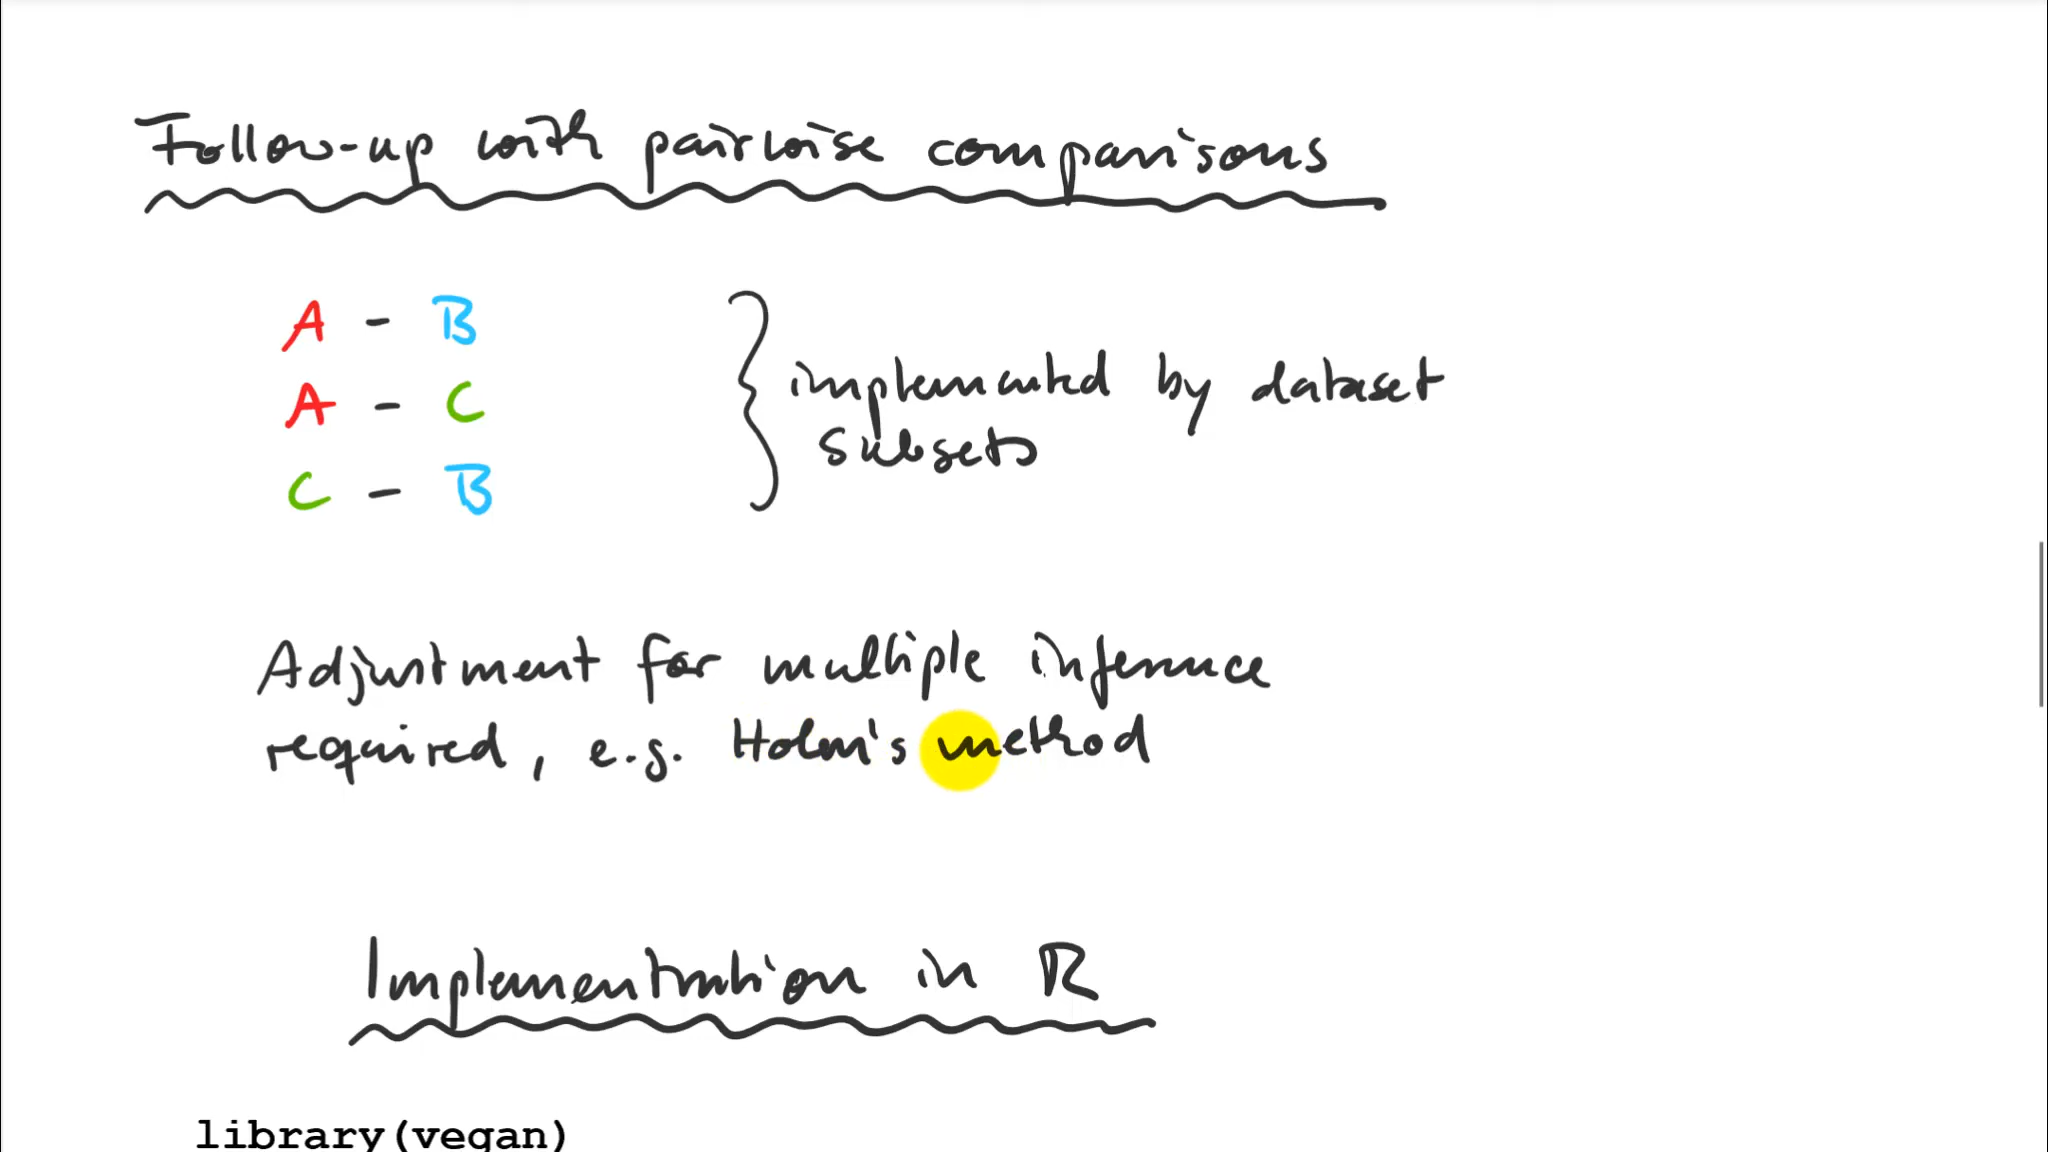 Follow-up with pairwise comparisons
A - B
A - C
C - B
implemented by dataset
subsets
Adjustment for multiple inference
required, e.g. Holm's method
Implementation in R
library(vegan)